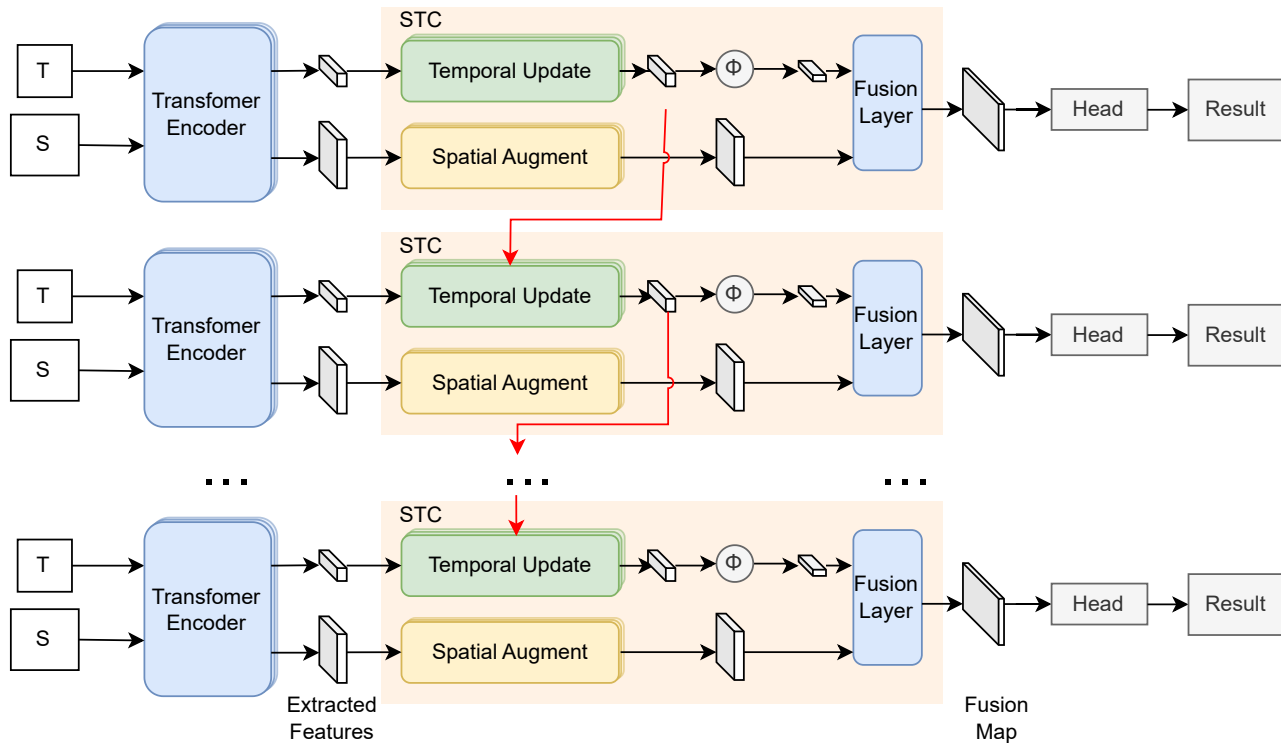 STC
T
Transfomer
Encoder
Temporal Update
Φ
Fusion
Layer
Head
Result
S
Spatial Augment
STC
T
Transfomer
Encoder
Temporal Update
Φ
Fusion
Layer
Head
Result
S
Spatial Augment
... ... ...
STC
T
Transfomer
Encoder
Temporal Update
Φ
Fusion
Layer
Head
Result
S
Spatial Augment
Extracted
Features
Fusion
Map